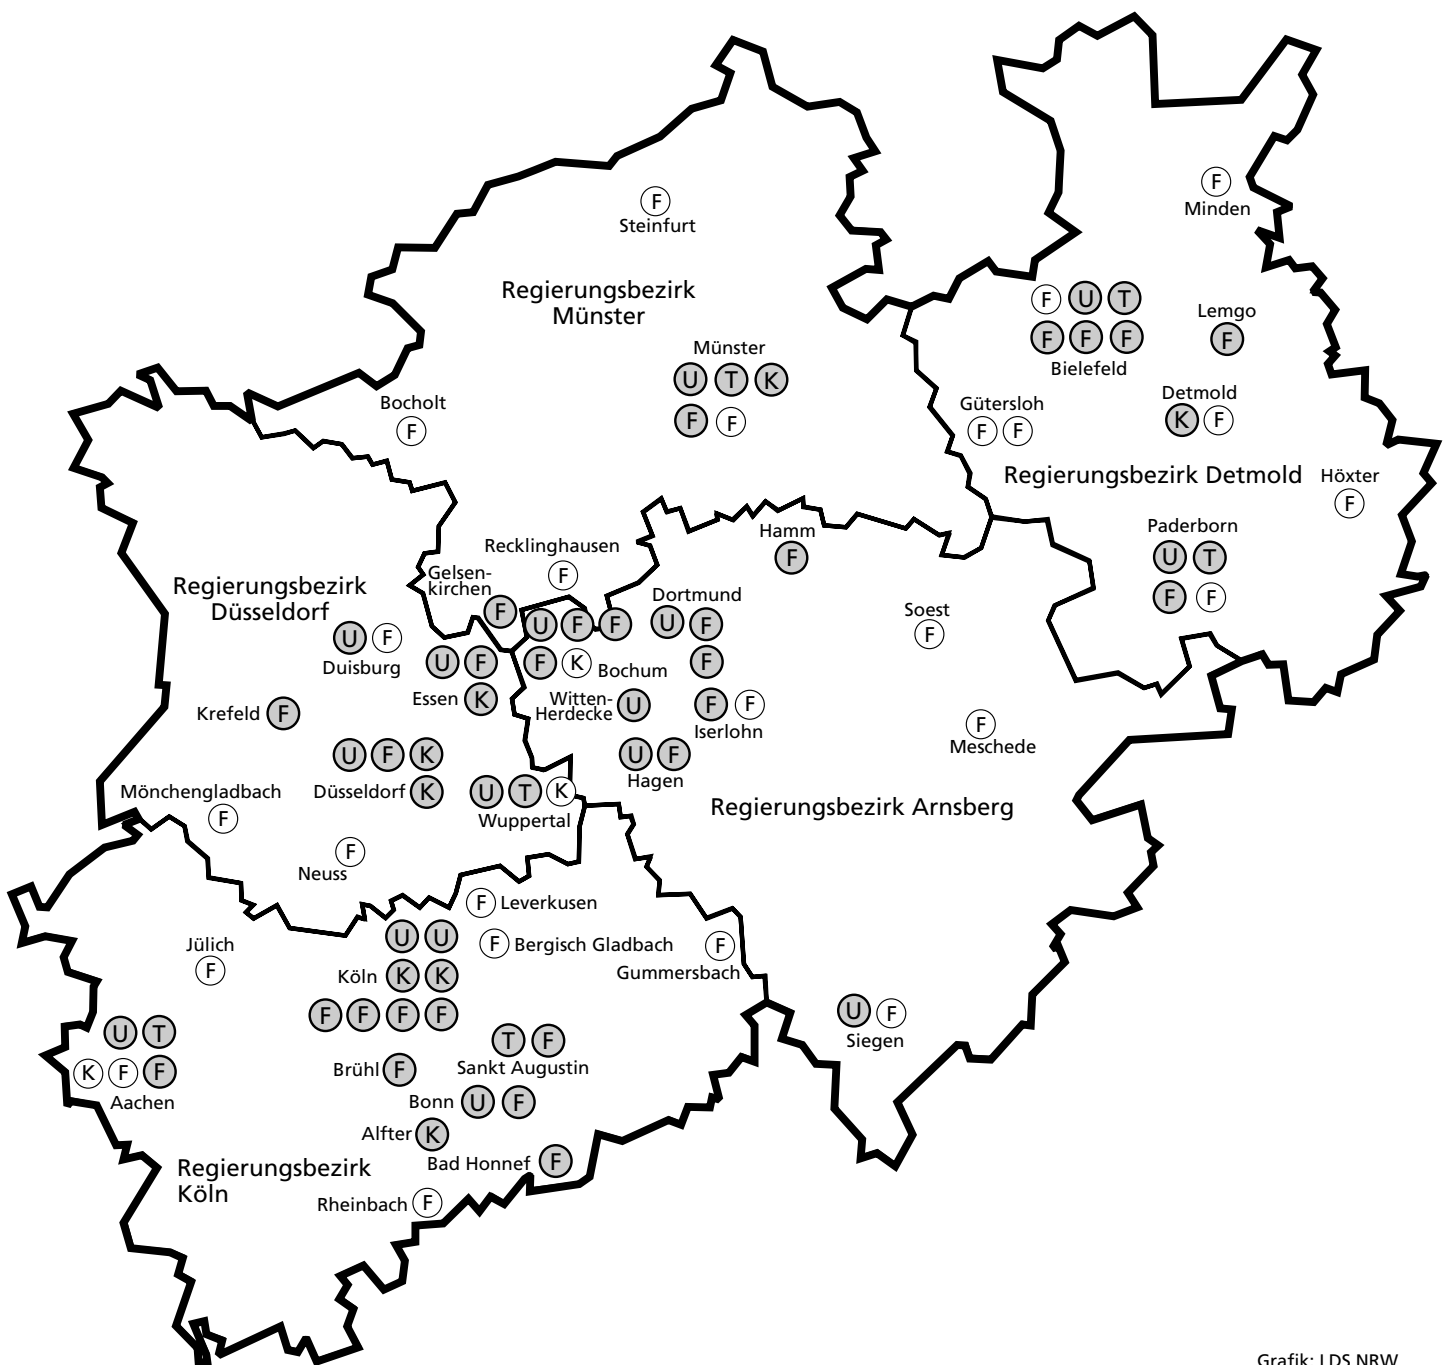 F
Steinfurt
F
Minden
Regierungsbezirk
Münster
F U T
F F F
Bielefeld
Lemgo
F
Münster
U T K
F F
Bocholt
F
Gütersloh
F F
Detmold
K F
Regierungsbezirk Detmold
Höxter
F
Paderborn
U T
F F
Hamm
F
Recklinghausen
F
Gelsen-
kirchen
F
Regierungsbezirk
Düsseldorf
U F F
F K Bochum
Dortmund
U F
F
Soest
F
U F
Duisburg
U F
Essen K
Krefeld F
Witten-
Herdecke U
F F
Iserlohn
F
Meschede
U F K
Düsseldorf K
U F
Hagen
Mönchengladbach
F
U T K
Wuppertal
Regierungsbezirk Arnsberg
F
Neuss
F Leverkusen
U U
Köln K K
F F F F
F Bergisch Gladbach
F
Gummersbach
Jülich
F
U F
Siegen
U T
K F F
Aachen
T F
Sankt Augustin
Brühl F
Bonn U F
Alfter K
Bad Honnef F
Regierungsbezirk
Köln
Rheinbach F
Grafik: LDS NRW